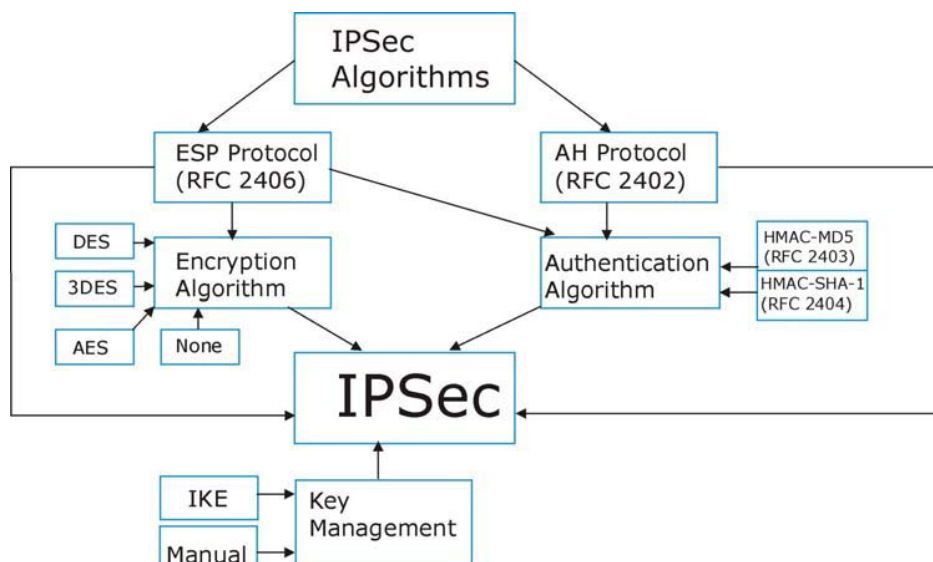 IPSec
Algorithms
ESP Protocol
(RFC 2406)
AH Protocol
(RFC 2402)
DES
3DES
AES
None
Encryption
Algorithm
Authentication
Algorithm
HMAC-MD5
(RFC 2403)
HMAC-SHA-1
(RFC 2404)
IPSec
IKE
Manual
Key
Management